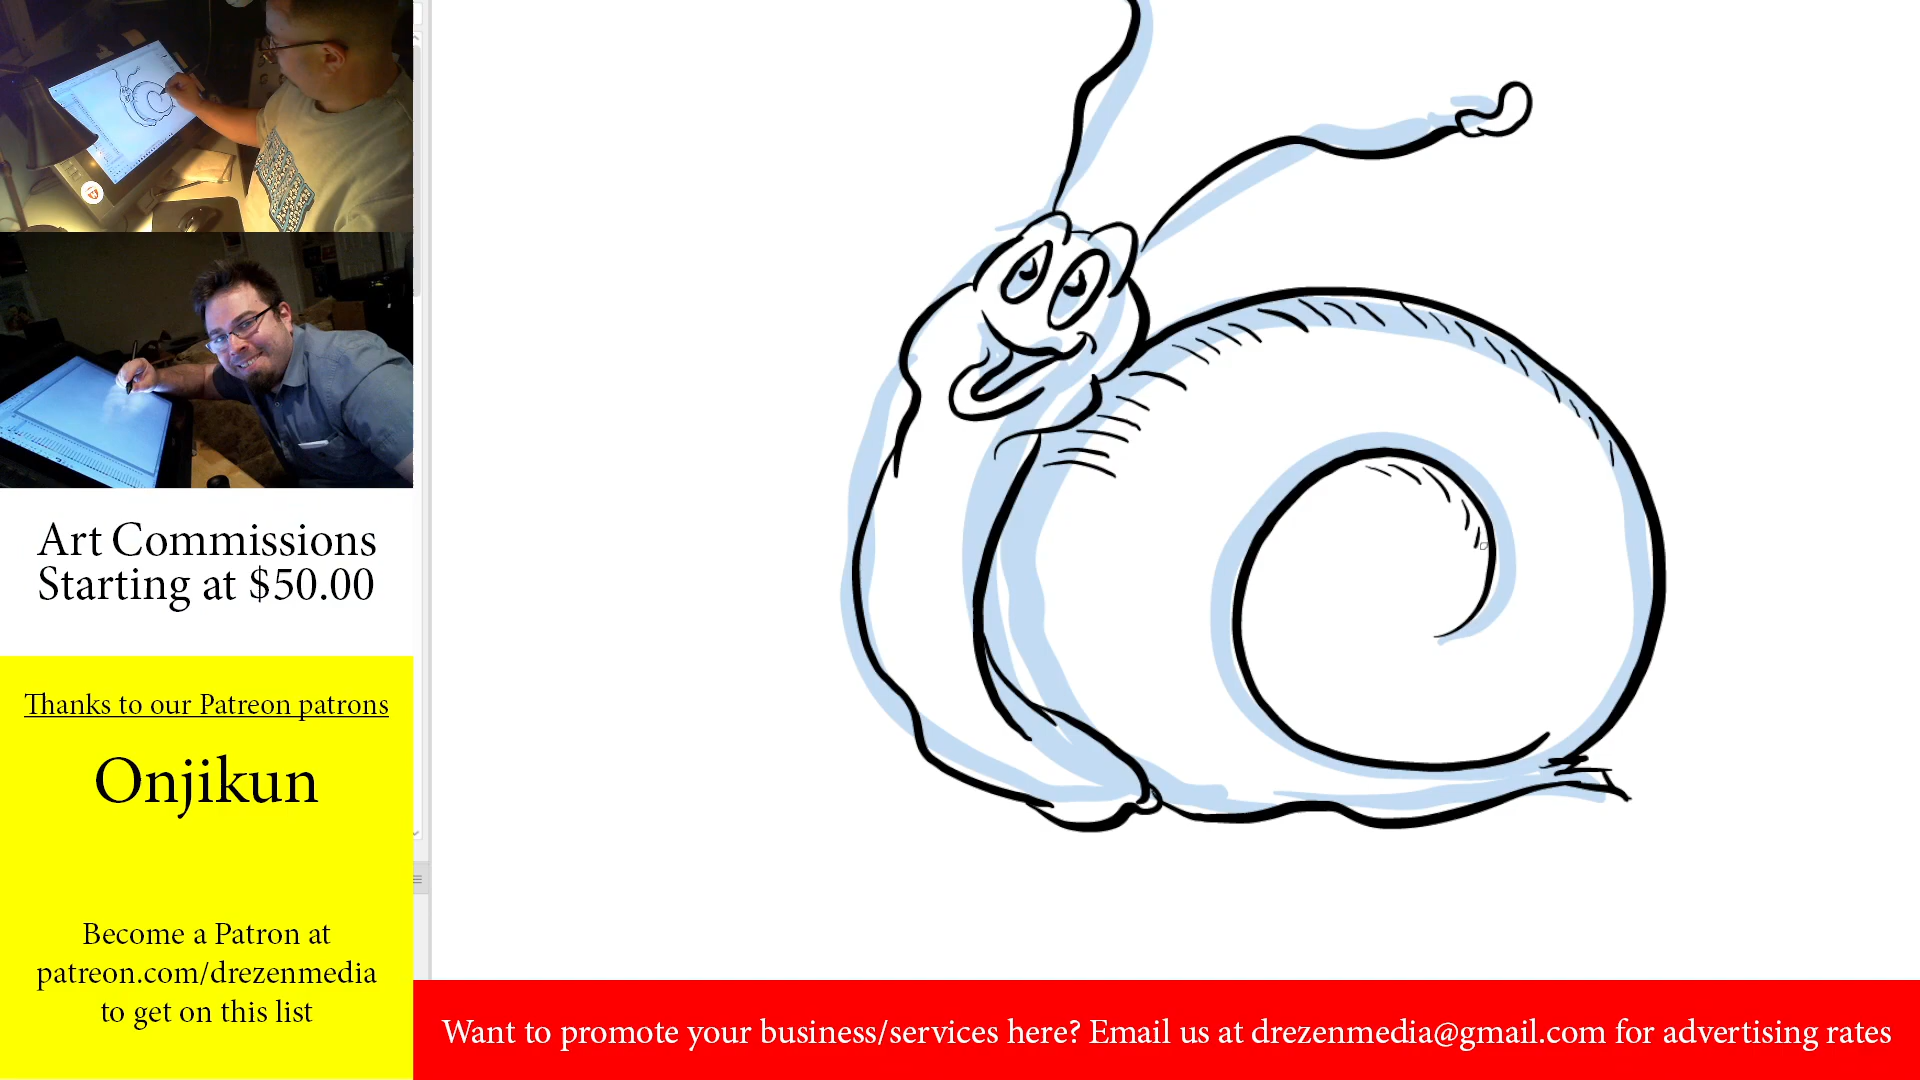 Art Commissions
Starting at $50.00
Thanks to our Patreon patrons
Onjikun
Become a Patron at
patreon.com/drezenmedia
to get on this list
Want to promote your business/services here? Email us at drezenmedia@gmail.com for advertising rates